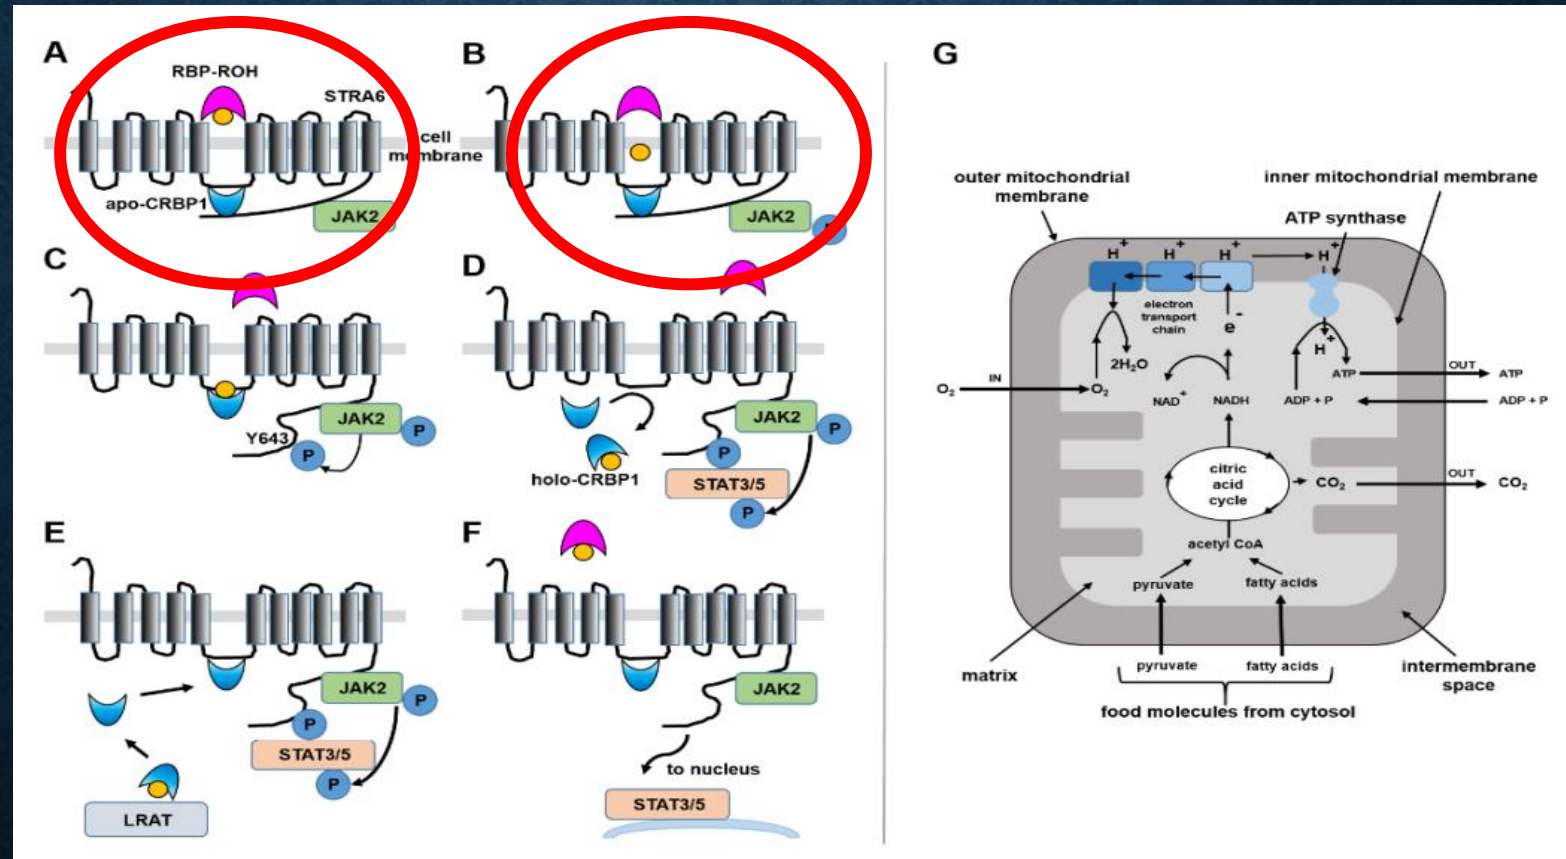 A
RBP-ROH
STRA6
apo-CRBP1
JAK2
cell
membrane
B
JAK2
P
C
Y643
JAK2
P
P
D
holo-CRBP1
JAK2
P
P
STAT3/5
P
E
JAK2
P
P
STAT3/5
P
LRAT
F
JAK2
to nucleus
STAT3/5
G
outer mitochondrial
membrane
inner mitochondrial membrane
ATP synthase
H+
H+
H+
H+
electron
transport
chain
e-
H+
2H₂O
O₂
IN
O₂
NAD+
NADH
ATP
OUT
ATP
ADP + P
ADP + P
citric
acid
cycle
CO₂
OUT
CO₂
acetyl CoA
pyruvate
fatty acids
matrix
pyruvate
fatty acids
intermembrane
space
food molecules from cytosol